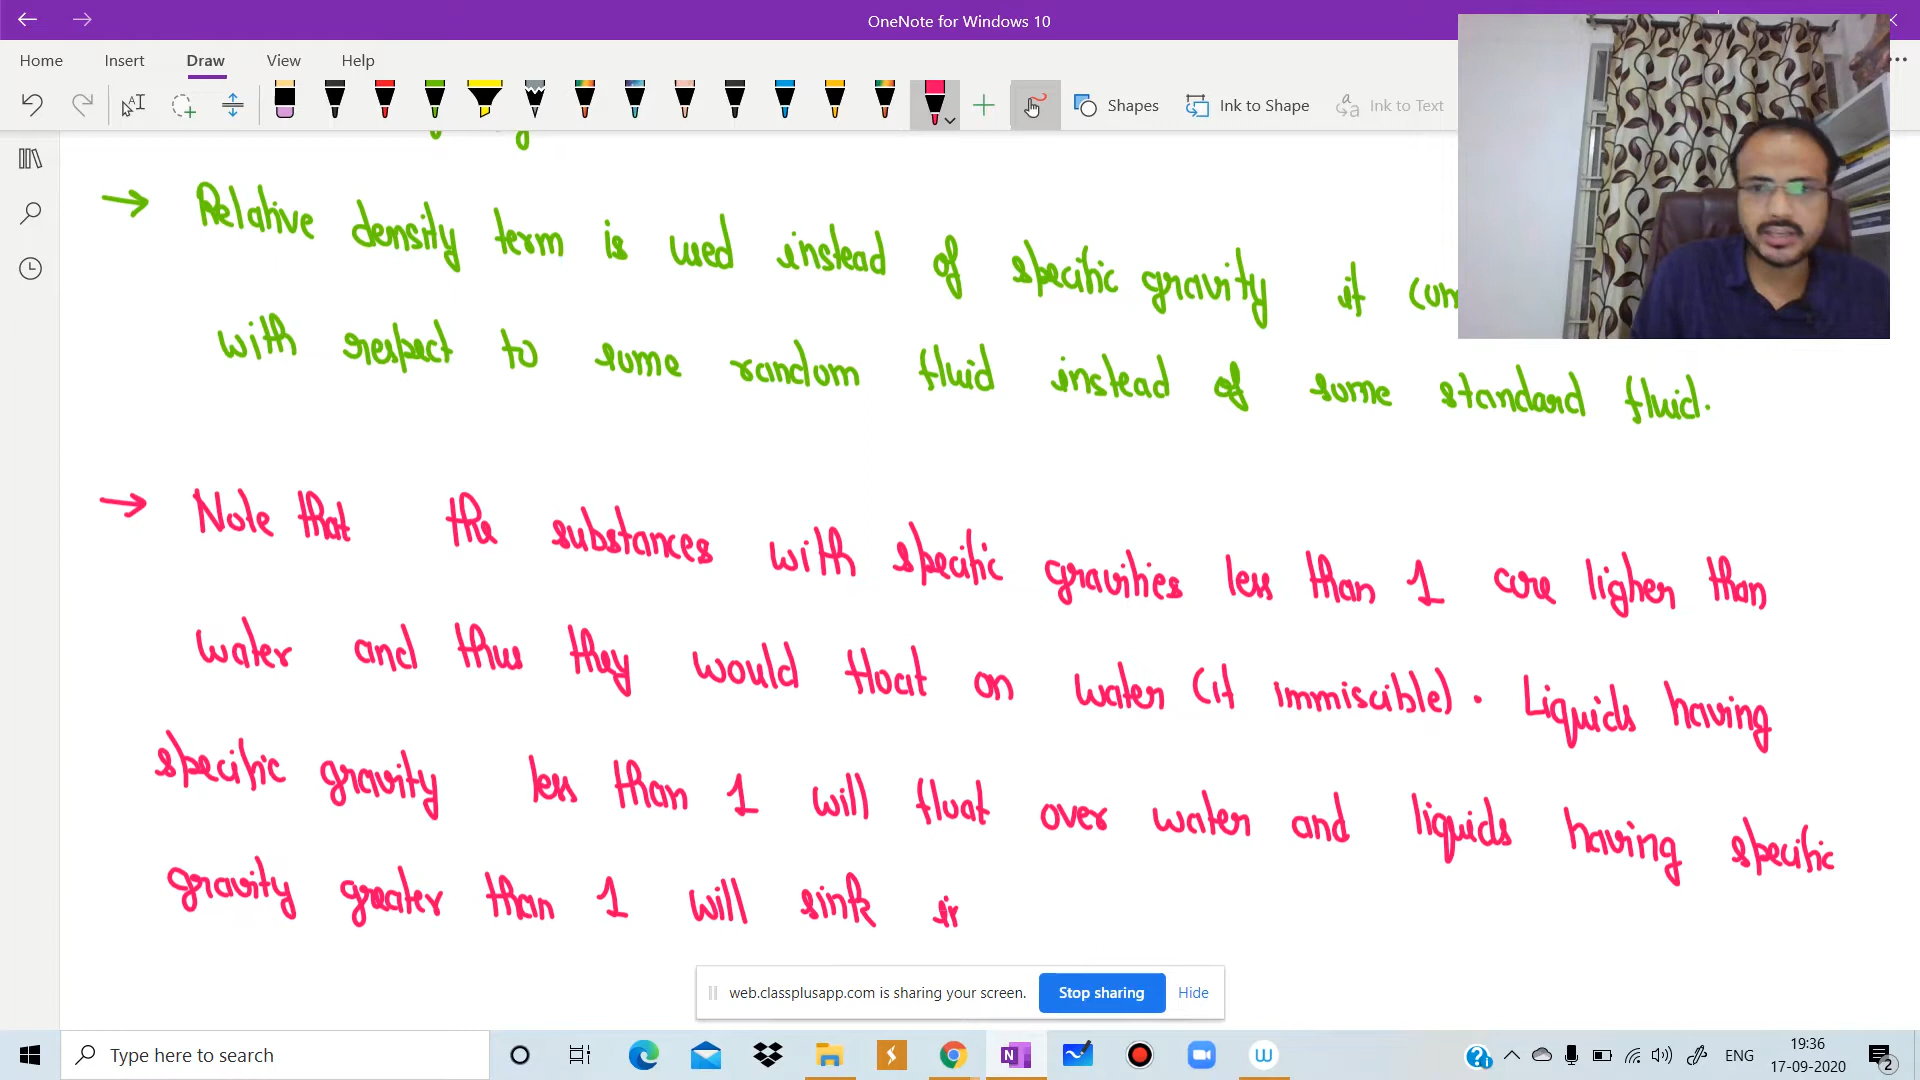 OneNote for Windows 10
Home Insert Draw View Help
Shapes Ink to Shape Ink to Text
→ Relative density term is used instead of specific gravity if com
with respect to some random fluid instead of some standard fluid.
→ Note that the substances with specific gravities less than 1 are ligher than
water and thus they would float on water (if immiscible). Liquids having
specific gravity less than 1 will float over water and liquids having specific
gravity greater than 1 will sink in
web.classplusapp.com is sharing your screen. Stop sharing Hide
Type here to search
ENG
19:36
17-09-2020
2